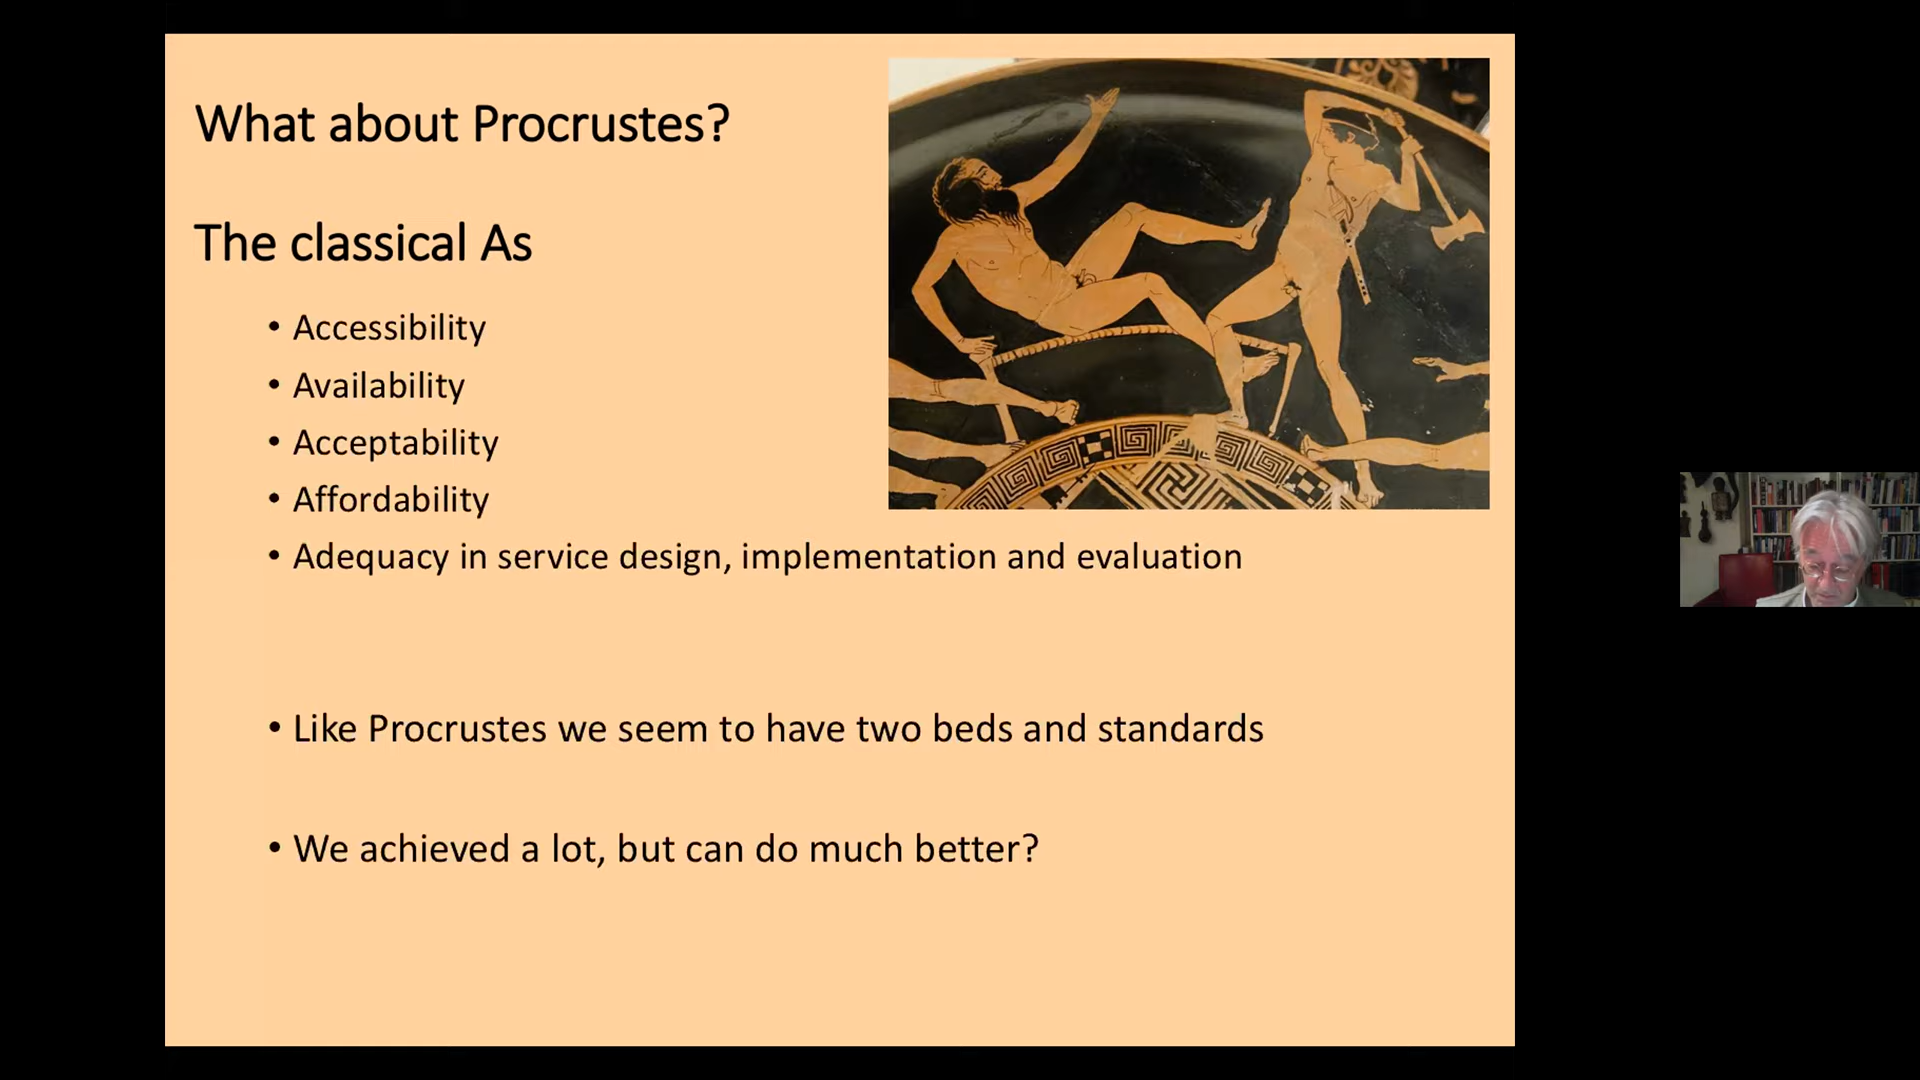 What about Procrustes?
The classical As
• Accessibility
• Availability
• Acceptability
• Affordability
• Adequacy in service design, implementation and evaluation
• Like Procrustes we seem to have two beds and standards
• We achieved a lot, but can do much better?